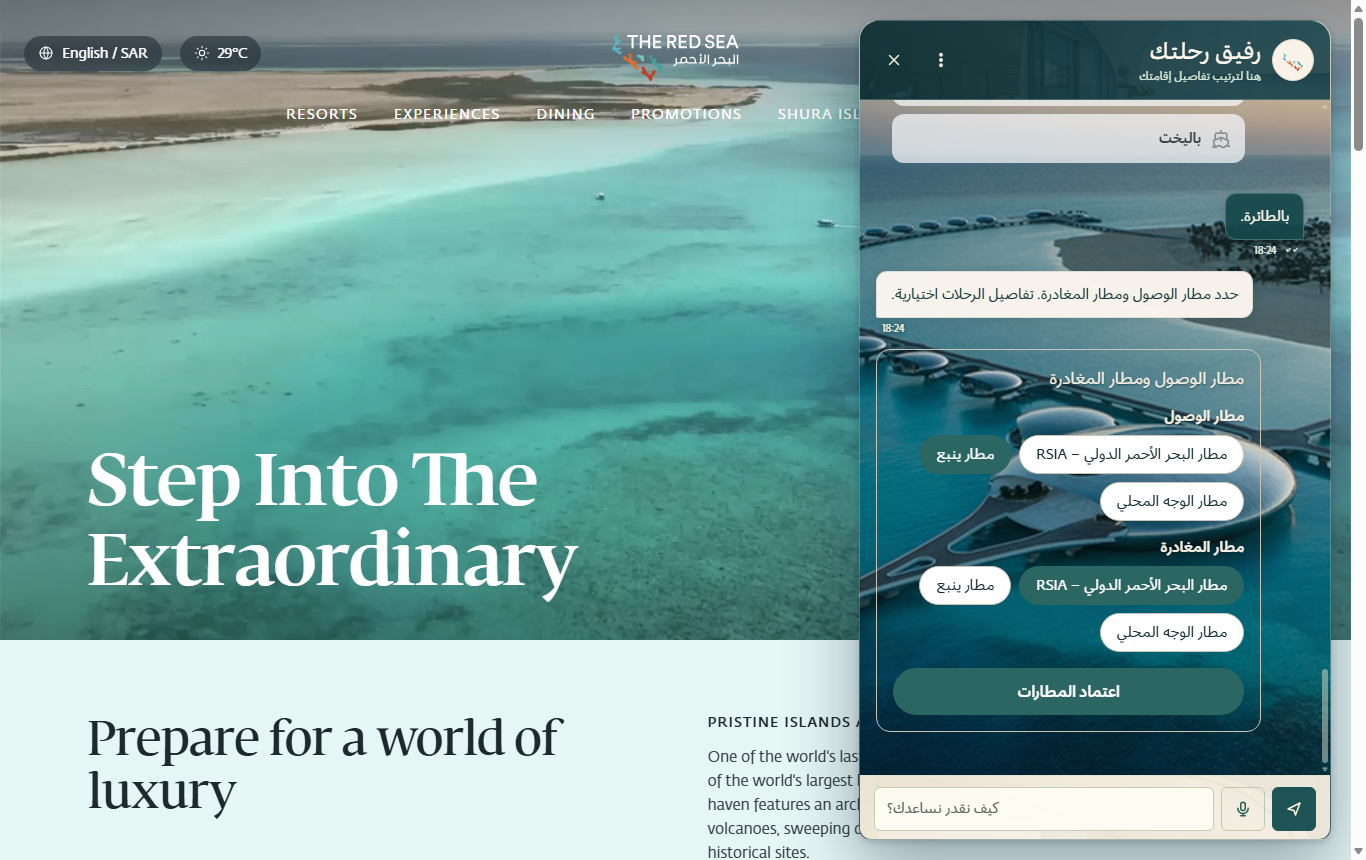 English / SAR
29°C
THE RED SEA
البحر الأحمر
RESORTS
EXPERIENCES
DINING
PROMOTIONS
SHURA ISL
Step Into The
Extraordinary
Prepare for a world of
luxury
PRISTINE ISLANDS
One of the world's las
of the world's largest
haven features an arc
volcanoes, sweeping
historical sites.
رفيق رحلتك
هنا لترتيب تفاصيل إقامتك
باليخت
بالطائرة.
18:24
حدد مطار الوصول ومطار المغادرة. تفاصيل الرحلات اختيارية.
18:24
مطار الوصول ومطار المغادرة
مطار الوصول
مطار البحر الأحمر الدولي – RSIA
مطار ينبع
مطار الوجه المحلي
مطار المغادرة
مطار البحر الأحمر الدولي – RSIA
مطار ينبع
مطار الوجه المحلي
اعتماد المطارات
كيف نقدر نساعدك؟